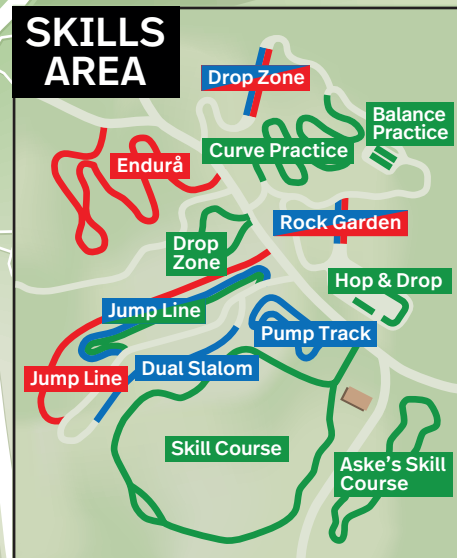 SKILLS
AREA
Drop Zone
Balance
Practice
Curve Practice
Endurå
Rock Garden
Drop
Zone
Hop & Drop
Jump Line
Pump Track
Dual Slalom
Jump Line
Skill Course
Aske's Skill
Course